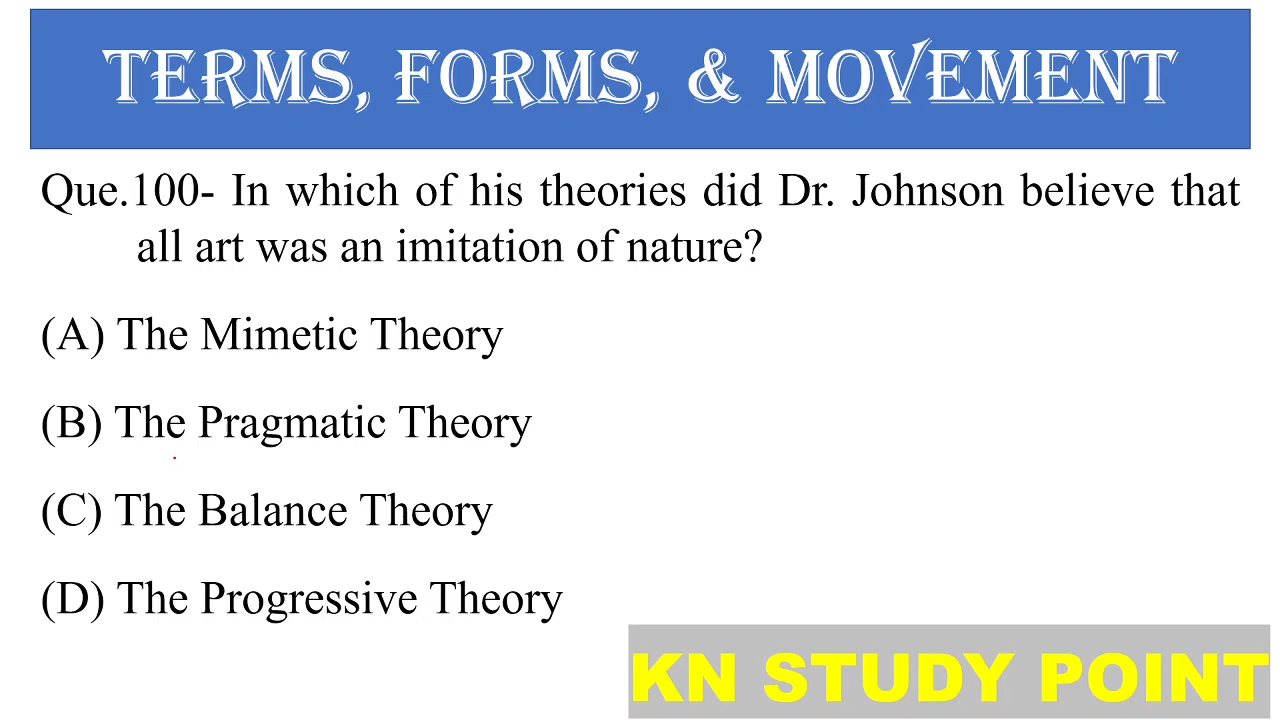 TERMS, FORMS, & MOVEMENT
Que.100- In which of his theories did Dr. Johnson believe that
all art was an imitation of nature?
(A) The Mimetic Theory
(B) The Pragmatic Theory
(C) The Balance Theory
(D) The Progressive Theory
KN STUDY POINT